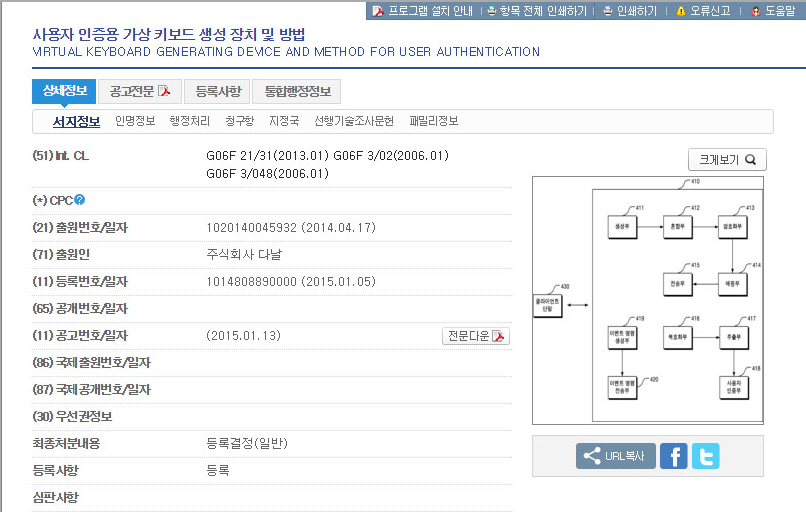 프로그램 설치 안내 | 항목 전체 인쇄하기 | 인쇄하기 | 오류신고 | 도움말
사용자 인증용 가상 키보드 생성 장치 및 방법
VIRTUAL KEYBOARD GENERATING DEVICE AND METHOD FOR USER AUTHENTICATION
상세정보 공고전문 등록사항 통합행정정보
서지정보 인명정보 행정처리 청구항 지정국 선행기술조사문헌 패밀리정보
(51) Int. CL G06F 21/31(2013.01) G06F 3/02(2006.01)
G06F 3/048(2006.01)
크게보기
(*) CPC?
(21) 출원번호/일자 1020140045932 (2014.04.17)
(71) 출원인 주식회사 다날
(11) 등록번호/일자 1014808890000 (2015.01.05)
(65) 공개번호/일자
(11) 공고번호/일자 (2015.01.13) 전문다운
(86) 국제출원번호/일자
(87) 국제공개번호/일자
(30) 우선권정보
최종처분내용 등록결정(일반)
등록사항 등록
심판사항
410
411 412 413
생성부 혼합부 암호화부
415 414
전송부 매핑부
430
클라이언트
단말
419 416 417
이벤트 명령
생성부
복호화부 추출부
420 418
이벤트 명령
전송부
사용자
인증부
URL복사 f t